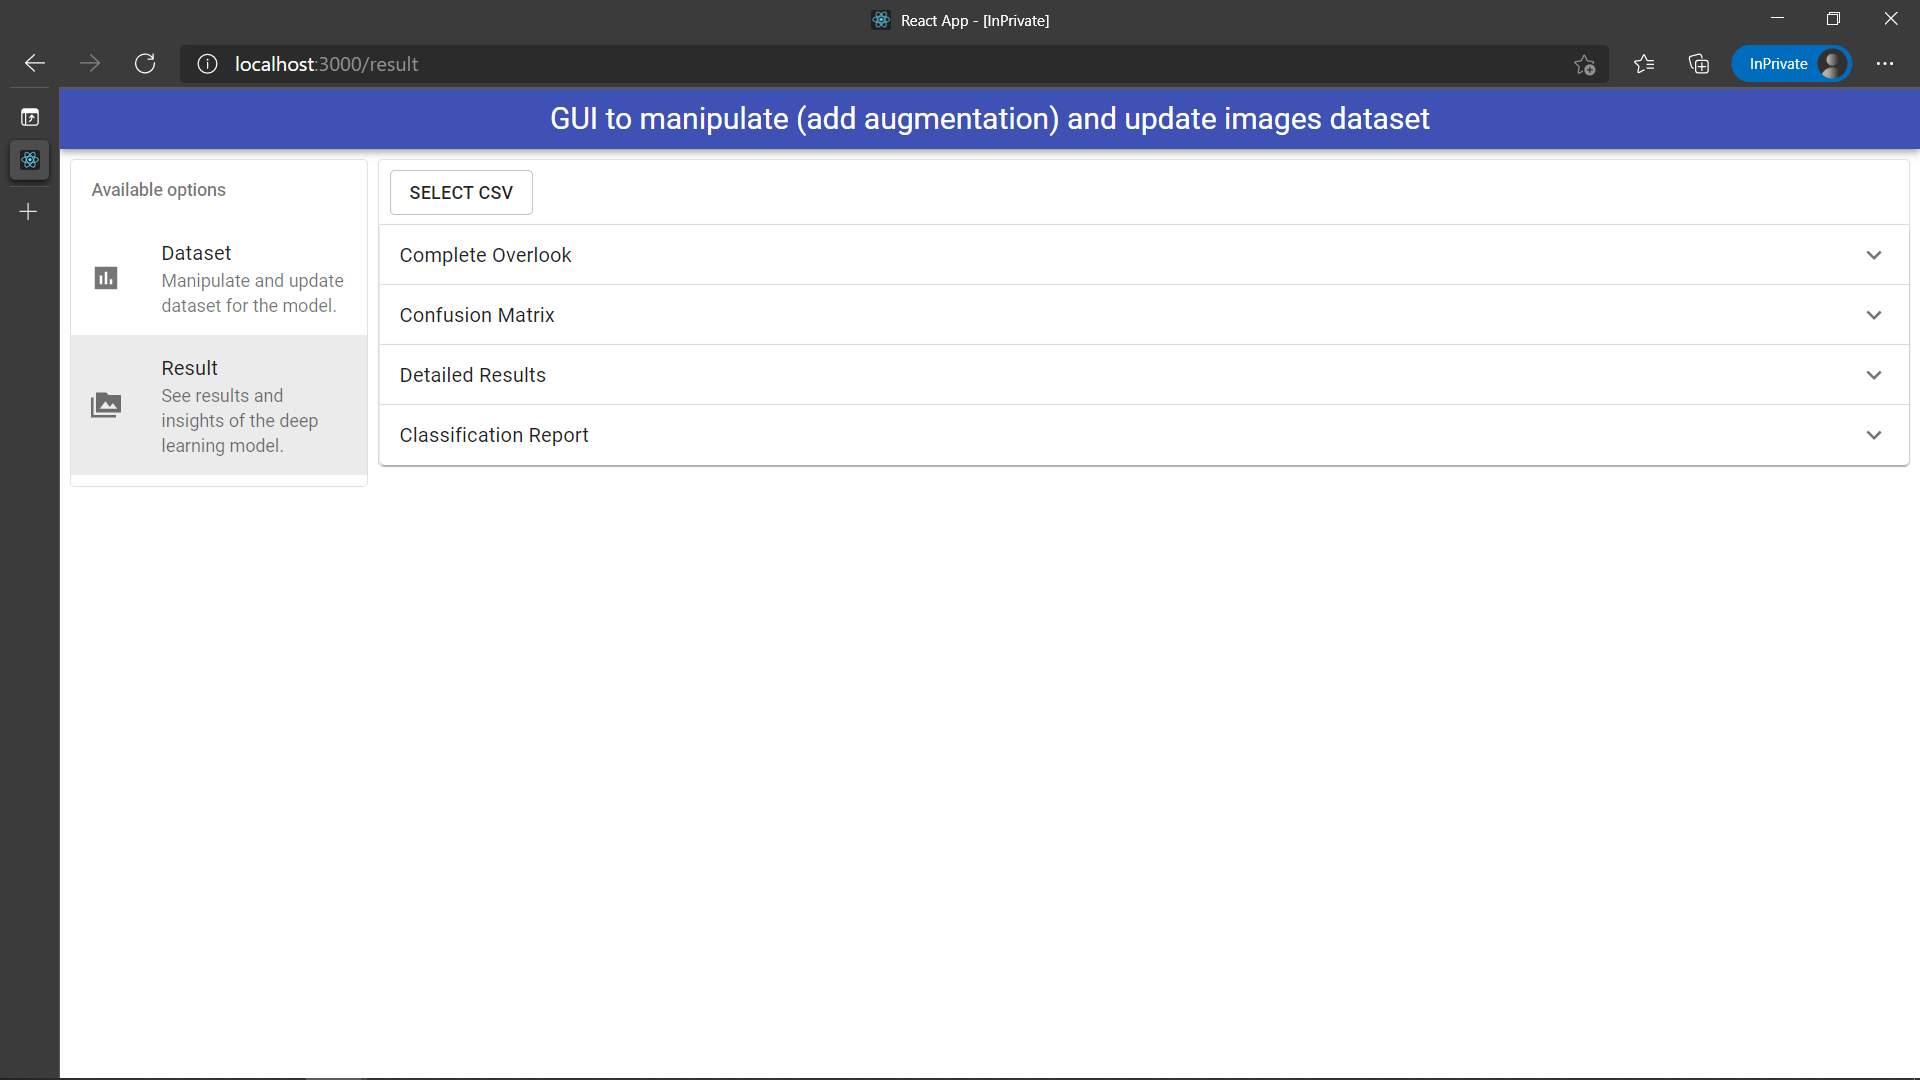 React App - [InPrivate]
localhost:3000/result
InPrivate
GUI to manipulate (add augmentation) and update images dataset
Available options
Dataset
Manipulate and update
dataset for the model.
Result
See results and
insights of the deep
learning model.
SELECT CSV
Complete Overlook
Confusion Matrix
Detailed Results
Classification Report